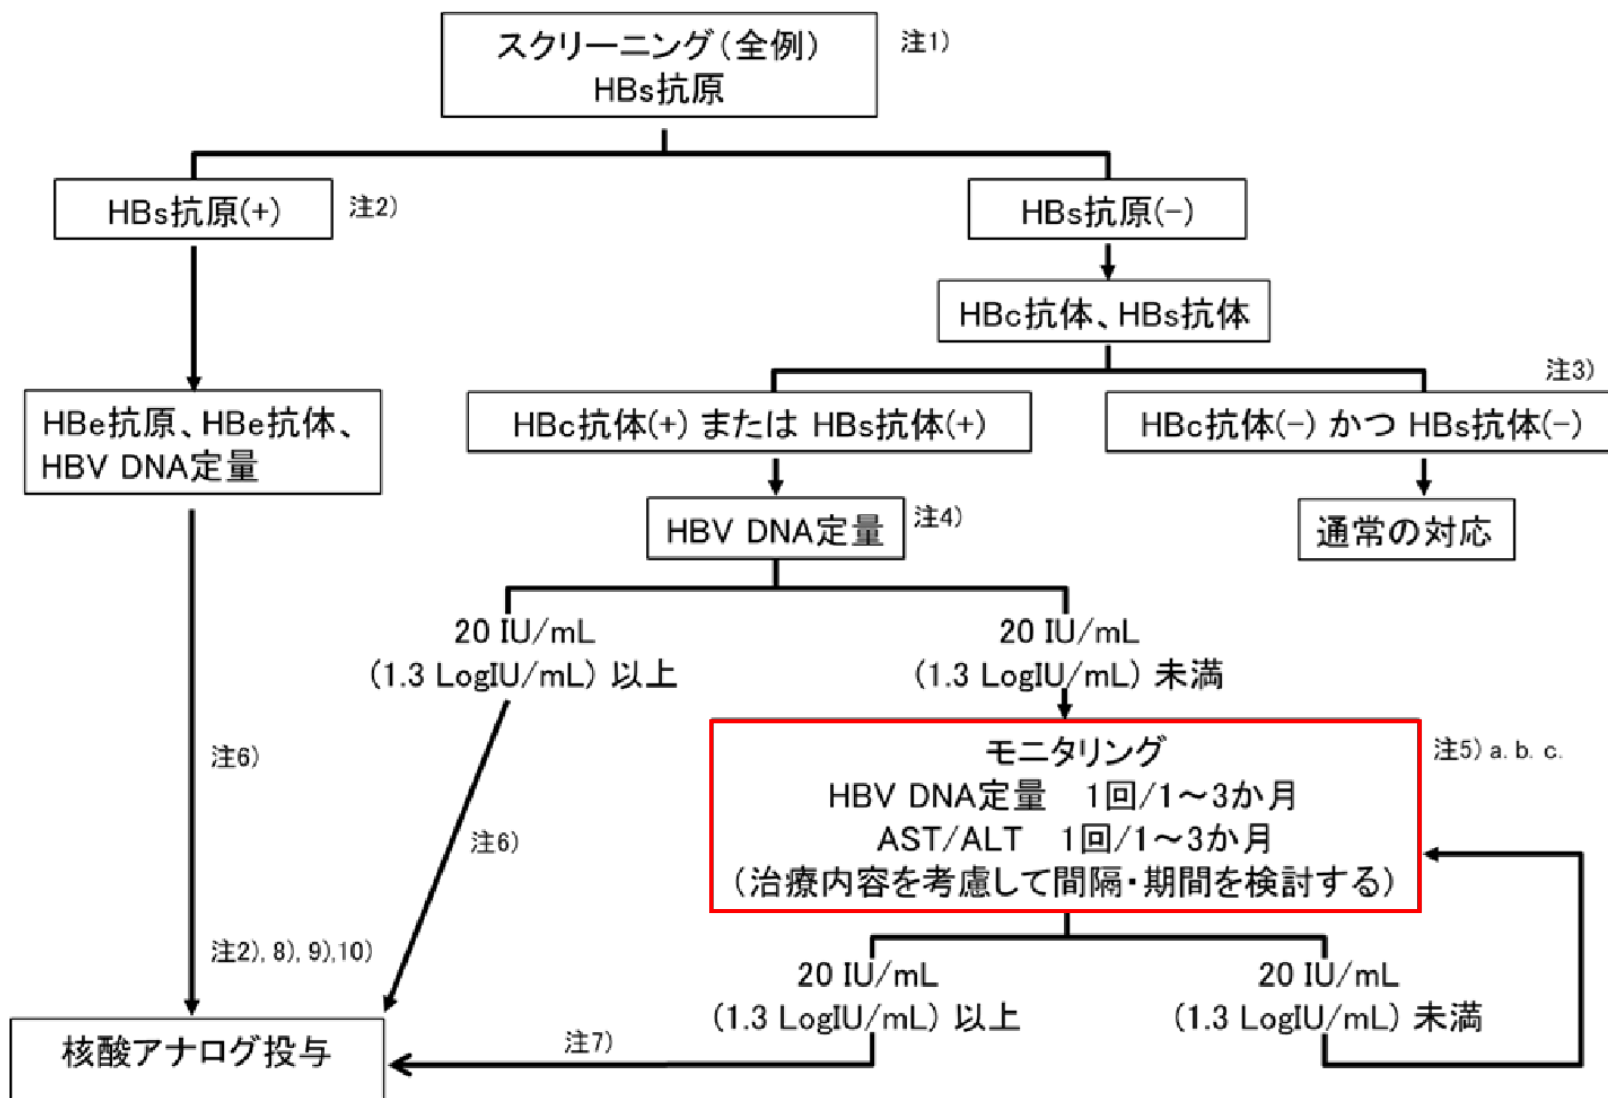 スクリーニング（全例）
HBs抗原
注1)
HBs抗原(+)
注2)
HBs抗原(-)
HBc抗体、HBs抗体
注3)
HBe抗原、HBe抗体、
HBV DNA定量
HBc抗体(+) または HBs抗体(+)
HBc抗体(-) かつ HBs抗体(-)
HBV DNA定量
注4)
通常の対応
20 IU/mL
(1.3 LogIU/mL) 以上
20 IU/mL
(1.3 LogIU/mL) 未満
注6)
注6)
モニタリング
HBV DNA定量　1回/1～3か月
AST/ALT　1回/1～3か月
（治療内容を考慮して間隔・期間を検討する）
注5) a. b. c.
注2), 8), 9),10)
20 IU/mL
(1.3 LogIU/mL) 以上
20 IU/mL
(1.3 LogIU/mL) 未満
注7)
核酸アナログ投与